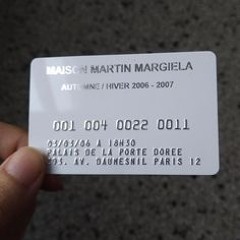 MAISON MARTIN MARGIELA
AUTOMNE / HIVER 2006 - 2007
001 004 0022 0011
03/03/06 A 18H30
PALAIS DE LA PORTE DOREE
293. AV. DAUMESNIL PARIS 12